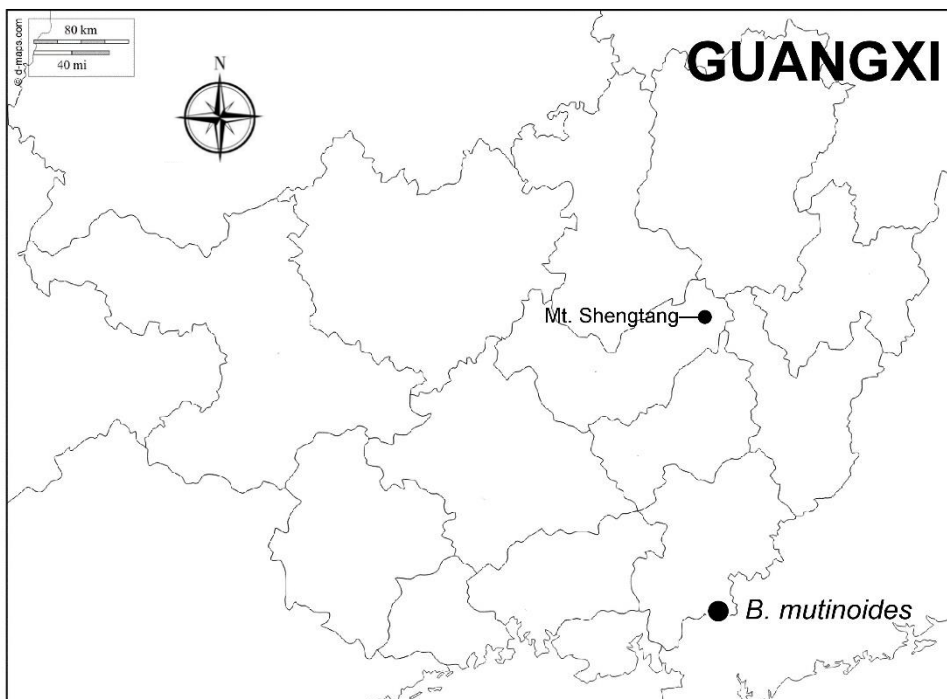 80 km
40 mi
© d-maps.com
N
GUANGXI
Mt. Shengtang
B. mutinoides